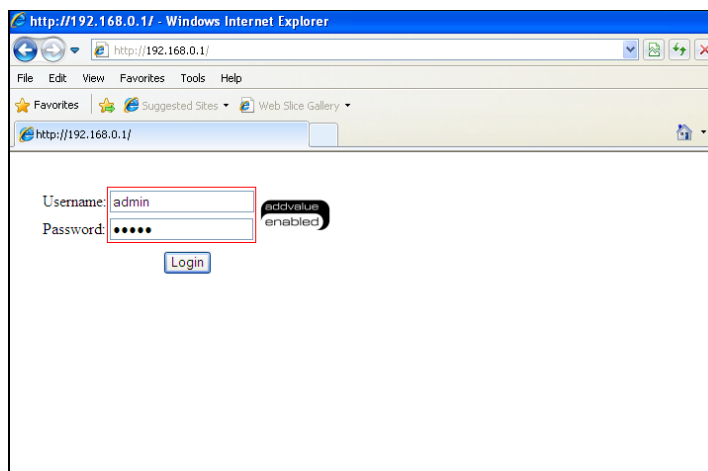 http://192.168.0.1/ - Windows Internet Explorer
http://192.168.0.1/
File Edit View Favorites Tools Help
Favorites Suggested Sites Web Slice Gallery
http://192.168.0.1/
Username: admin
addvalue
enabled
Password: •••••
Login